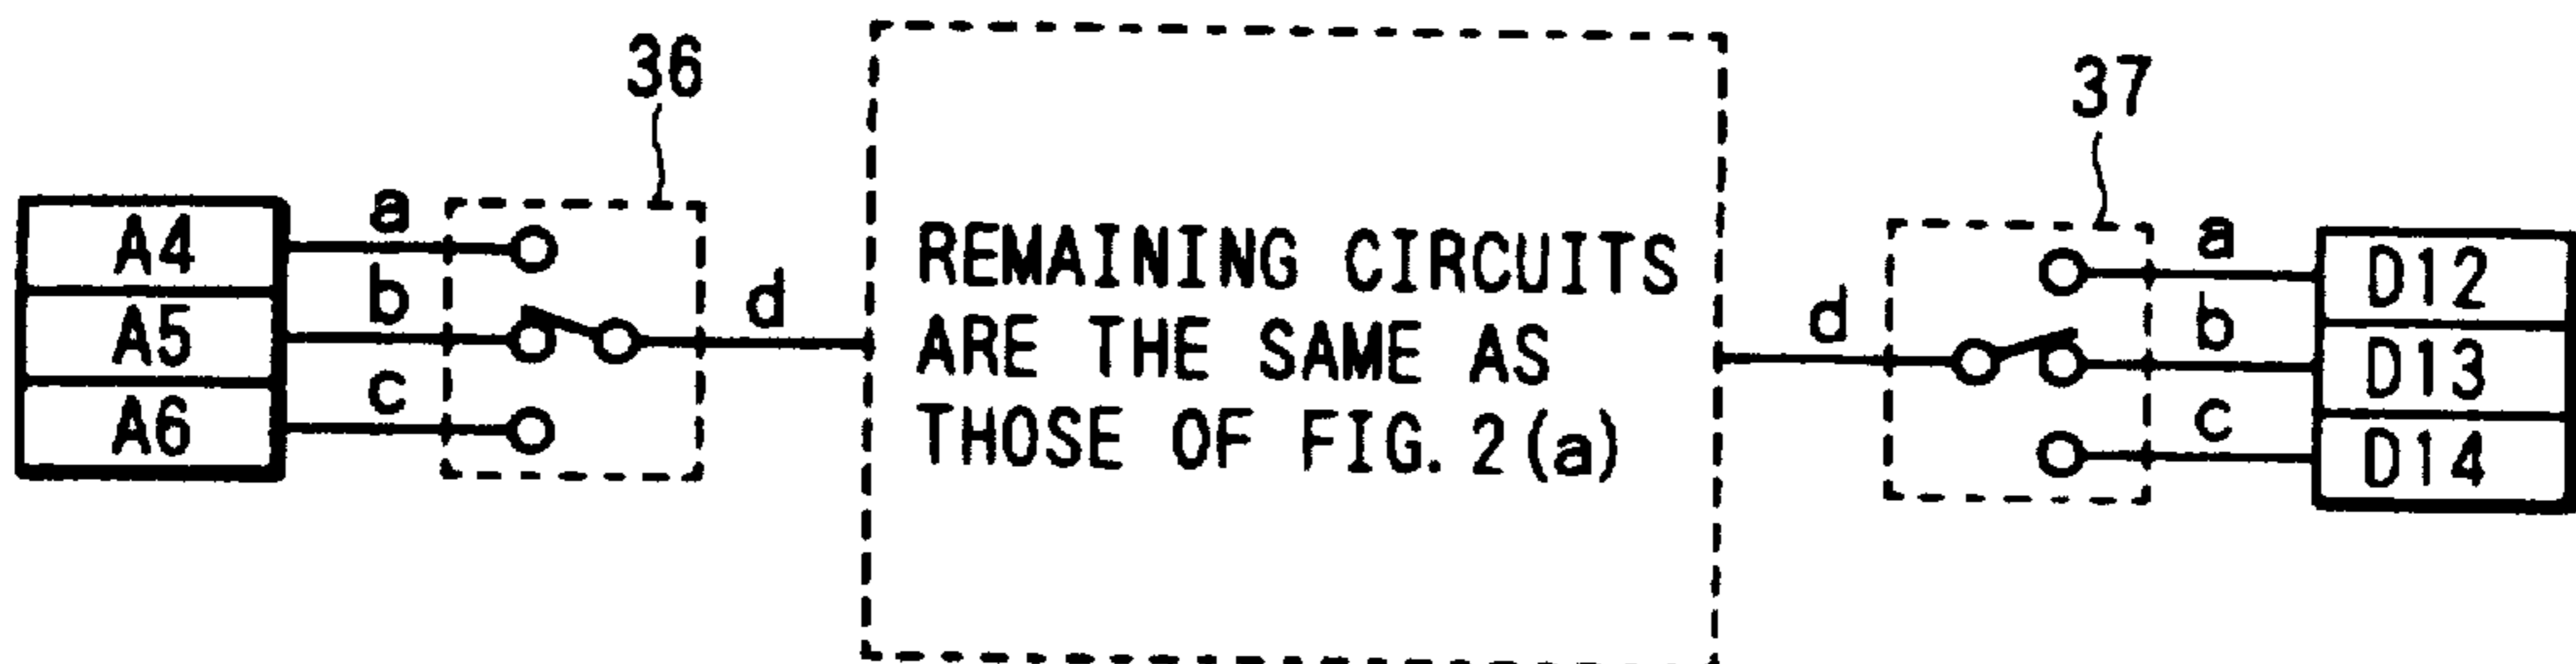 36
37
A4
A5
A6
a
b
c
d
REMAINING CIRCUITS
ARE THE SAME AS
THOSE OF FIG. 2(a)
d
a
b
c
D12
D13
D14